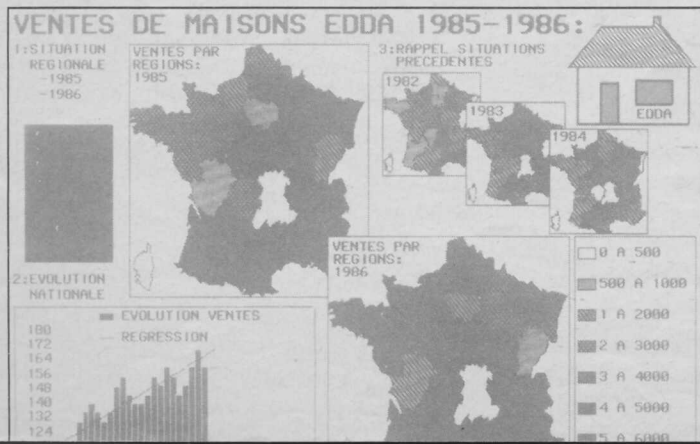 VENTES DE MAISONS EDDA 1985-1986:
1:SITUATION
REGIONALE
-1985
-1986
VENTES PAR
REGIONS:
1985
3:RAPPEL SITUATIONS
PRECEDENTES
1982
1983
1984
EDDA
2:EVOLUTION
NATIONALE
VENTES PAR
REGIONS:
1986
0 A 500
500 A 1000
1 A 2000
2 A 3000
3 A 4000
4 A 5000
5 A 6000
EVOLUTION VENTES
REGRESSION
180
172
164
156
148
140
132
124